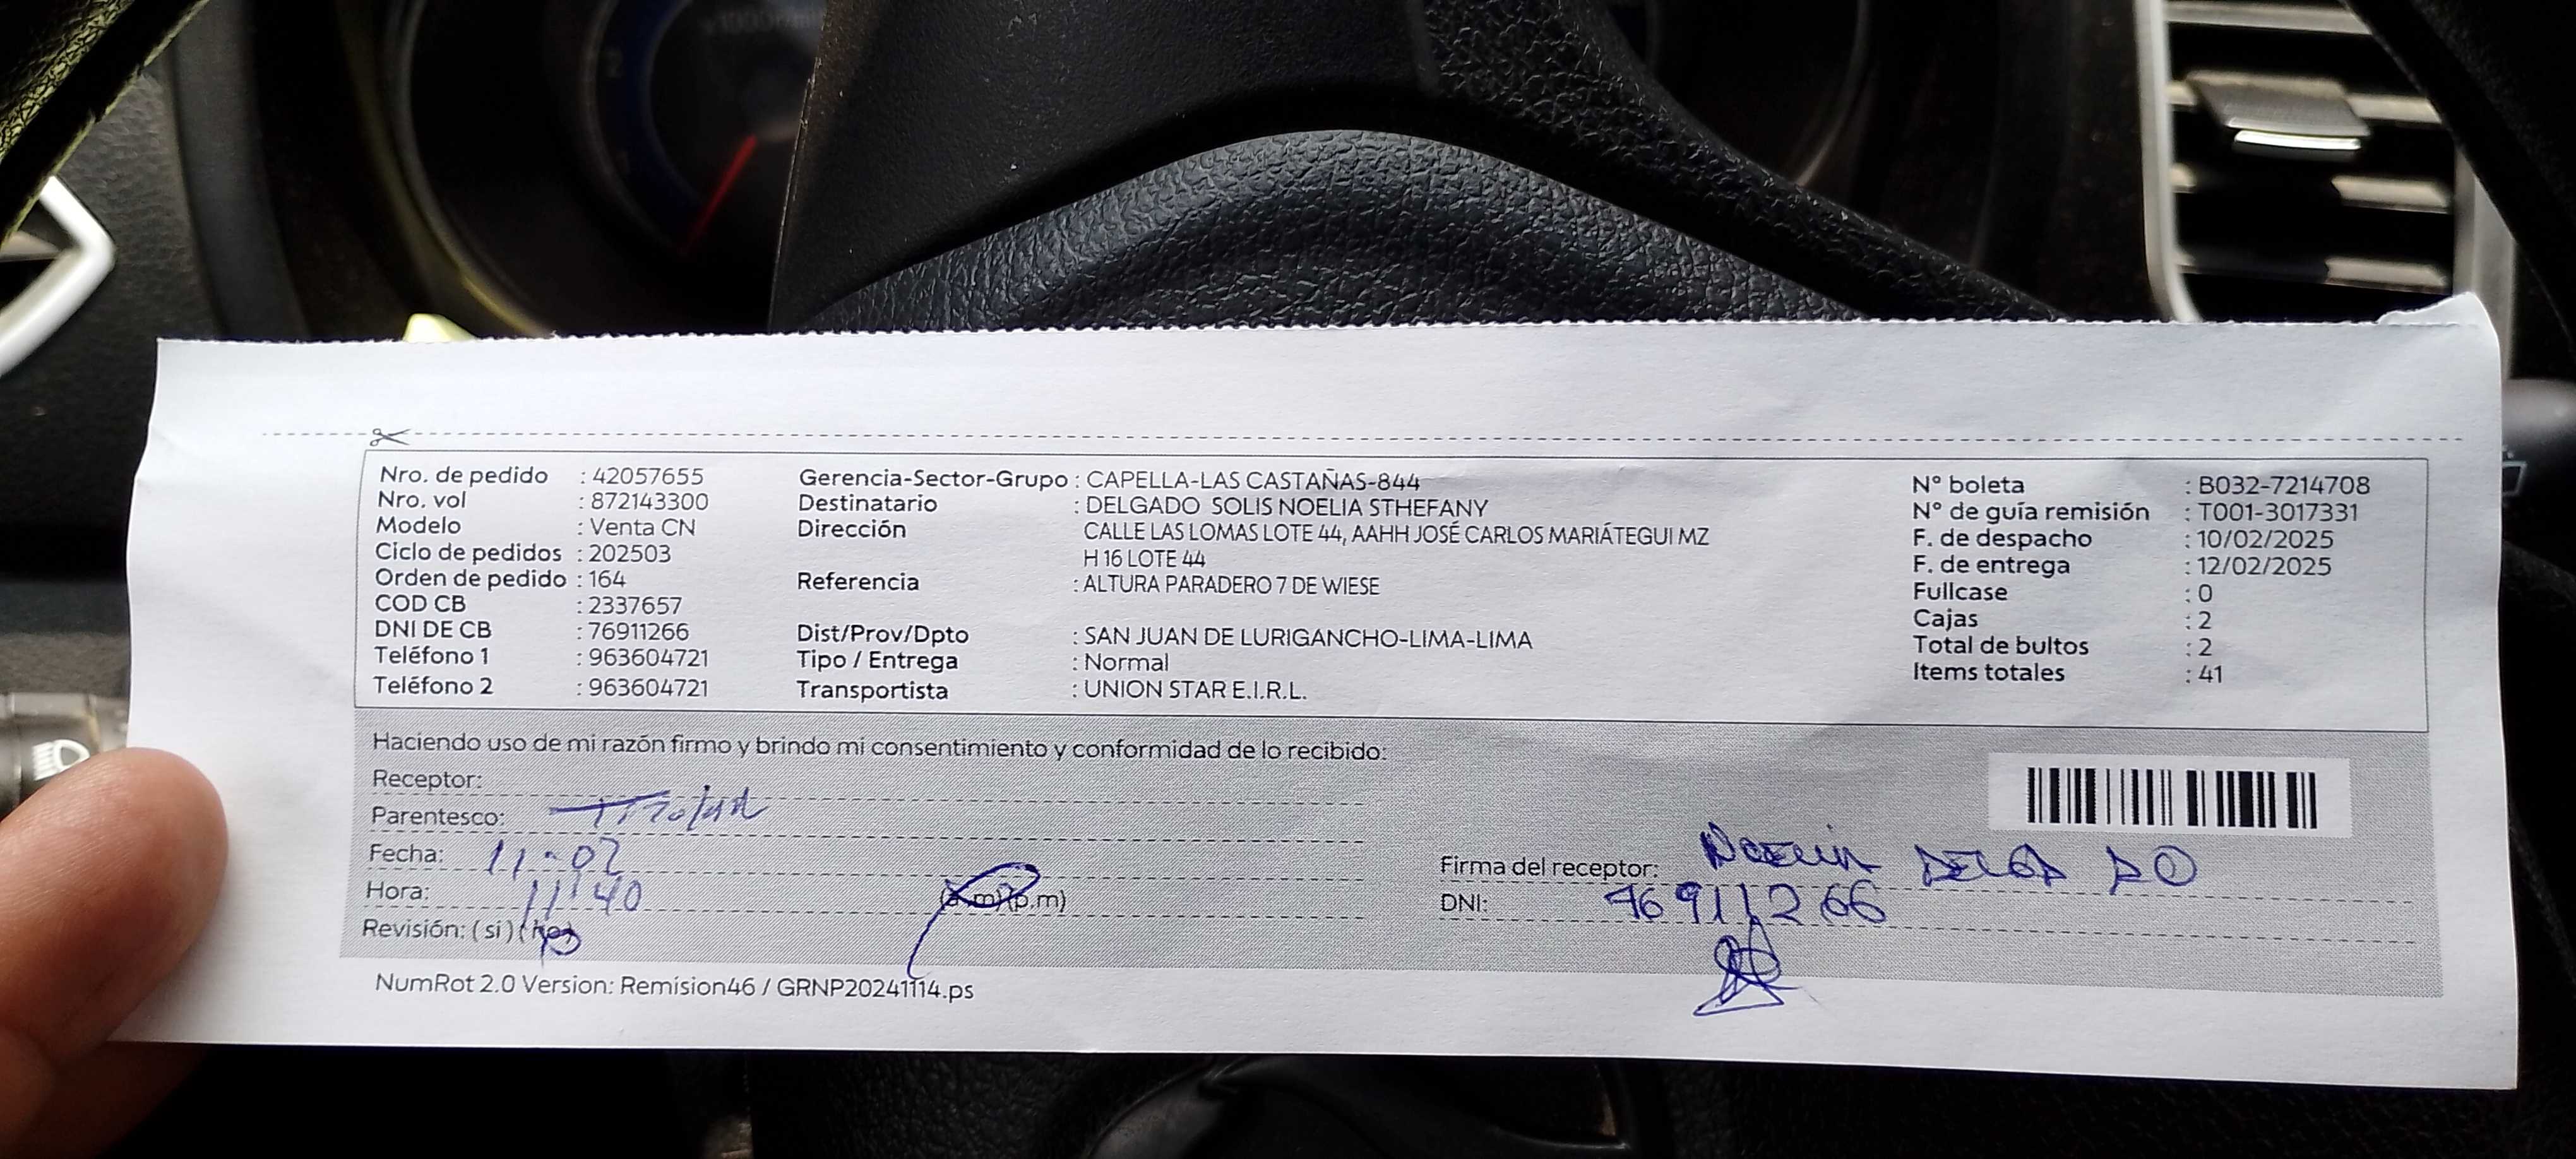 Nro. de pedido : 42057655
Nro. vol : 872143300
Modelo : Venta CN
Ciclo de pedidos : 202503
Orden de pedido : 164
COD CB : 2337657
DNI DE CB : 76911266
Teléfono 1 : 963604721
Teléfono 2 : 963604721
Gerencia-Sector-Grupo : CAPELLA-LAS CASTAÑAS-844
Destinatario : DELGADO SOLIS NOELIA STHEFANY
Dirección CALLE LAS LOMAS LOTE 44, AAHH JOSÉ CARLOS MARIÁTEGUI MZ
H 16 LOTE 44
Referencia : ALTURA PARADERO 7 DE WIESE
Dist/Prov/Dpto : SAN JUAN DE LURIGANCHO-LIMA-LIMA
Tipo / Entrega : Normal
Transportista : UNION STAR E.I.R.L.
N° boleta : B032-7214708
N° de guía remisión : T001-3017331
F. de despacho : 10/02/2025
F. de entrega : 12/02/2025
Fullcase : 0
Cajas : 2
Total de bultos : 2
Items totales : 41
Haciendo uso de mi razón firmo y brindo mi consentimiento y conformidad de lo recibido:
Receptor:
Parentesco: Titular
Fecha: 11-02
Hora: 11:40 (a.m)(p.m)
Revisión: (si) (no)
Firma del receptor: NOELIA DELGADO
DNI: 76911266
NumRot 2.0 Version: Remision46 / GRNP20241114.ps